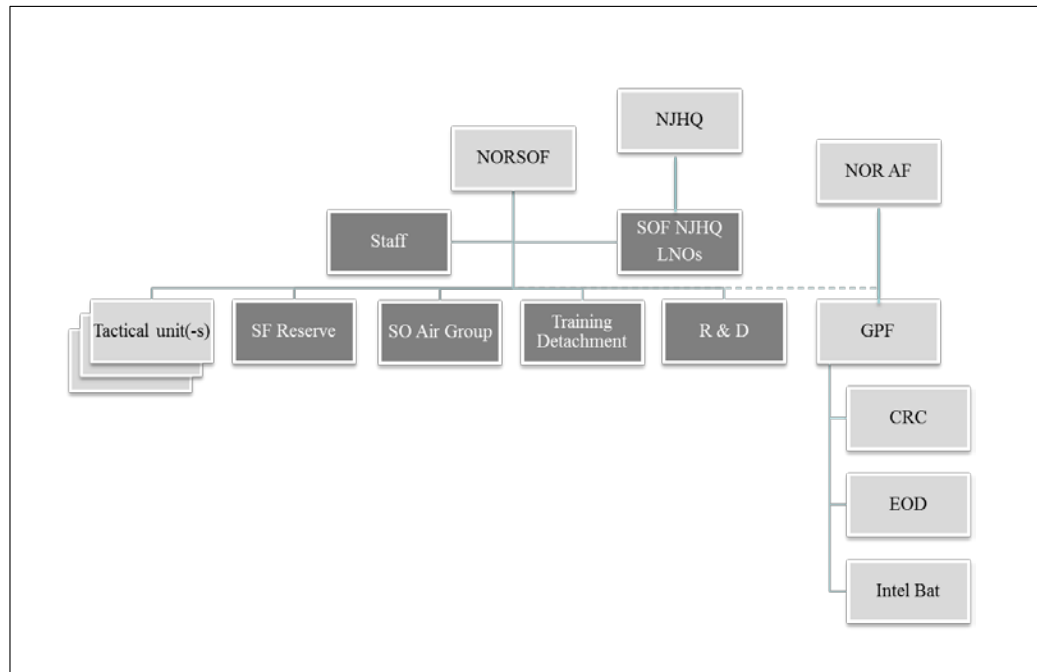 NJHQ
NORSOF
NOR AF
Staff
SOF NJHQ
LNOs
Tactical unit(-s)
SF Reserve
SO Air Group
Training
Detachment
R & D
GPF
CRC
EOD
Intel Bat